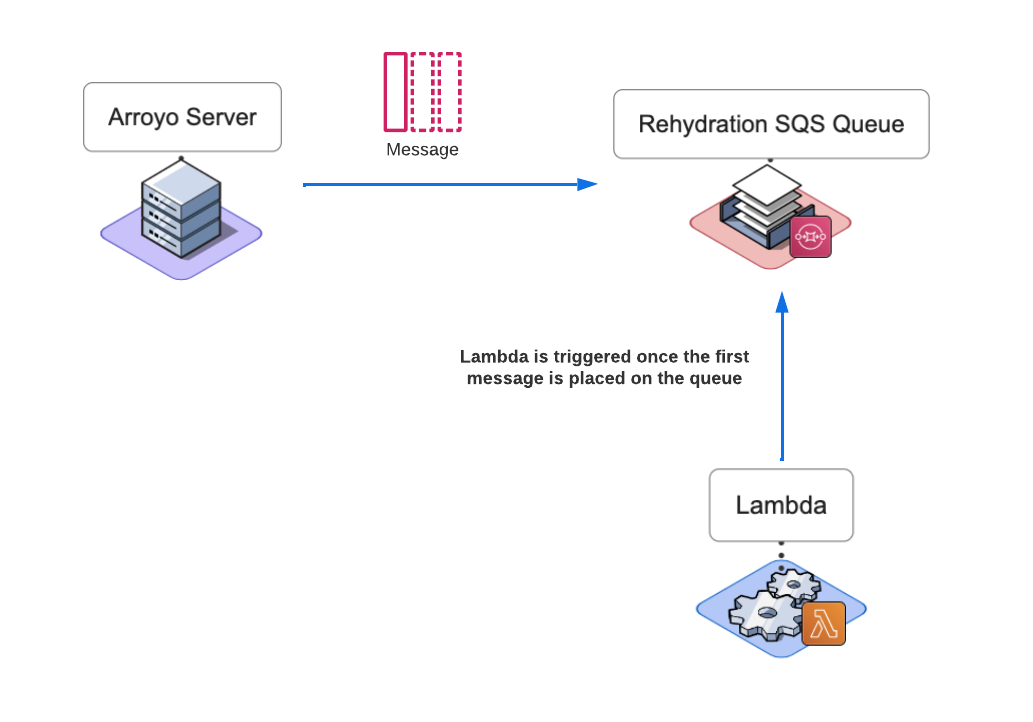 Arroyo Server
Message
Rehydration SQS Queue
Lambda is triggered once the first
message is placed on the queue
Lambda